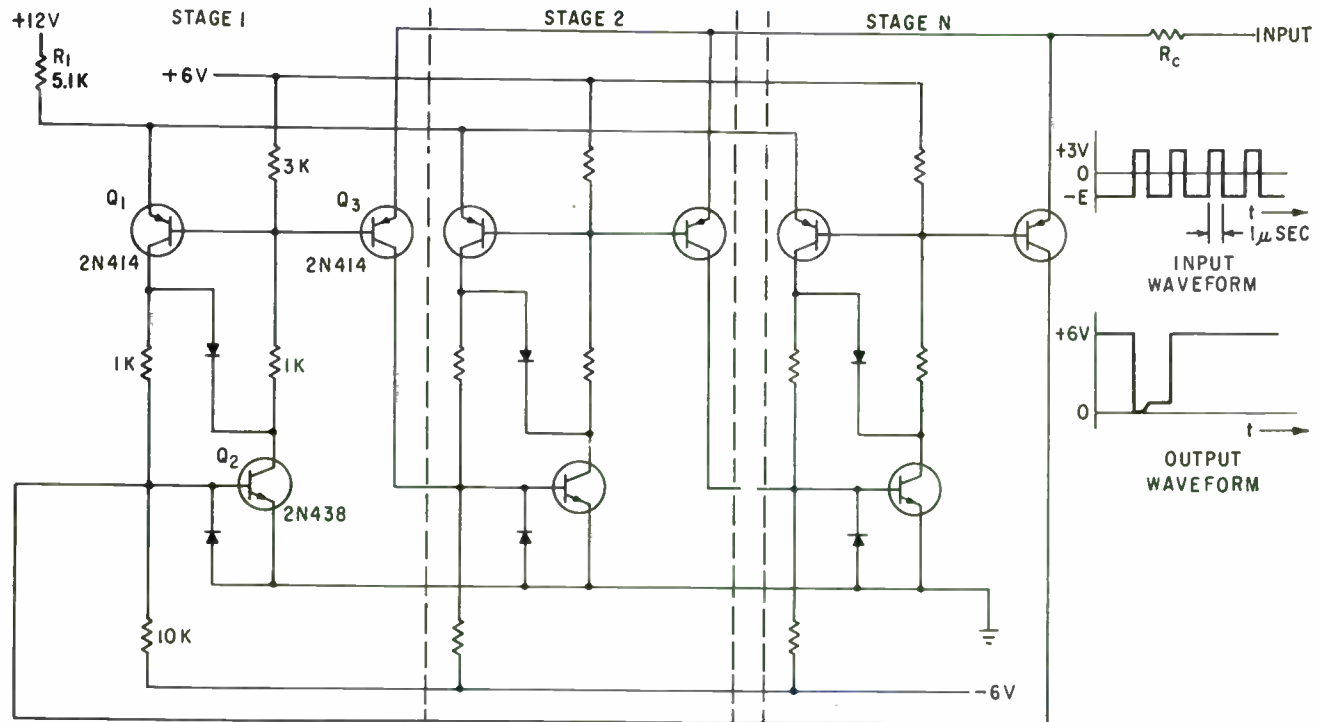 +12V
STAGE 1
STAGE 2
STAGE N
R1
5.1K
+6V
RC
INPUT
3K
Q1
Q3
2N414
2N414
+3V
0
-E
t
1μ SEC
INPUT
WAVEFORM
1K
1K
+6V
0
t
OUTPUT
WAVEFORM
Q2
2N438
10K
-6V